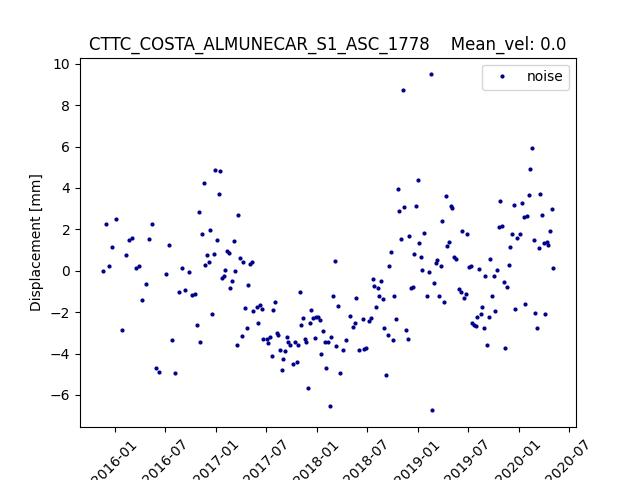 CTTC_COSTA_ALMUNECAR_S1_ASC_1778 Mean_vel: 0.0
noise
Displacement [mm]
10
8
6
4
2
0
−2
−4
−6
2016-01 2016-07 2017-01 2017-07 2018-01 2018-07 2019-01 2019-07 2020-01 2020-07